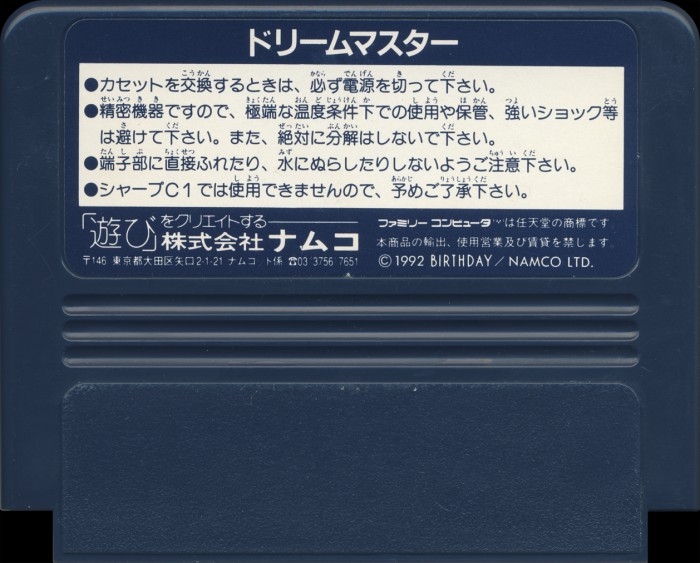 ドリームマスター
●カセットを交換するときは、必ず電源を切って下さい。
●精密機器ですので、極端な温度条件下での使用や保管、強いショック等
は避けて下さい。また、絶対に分解はしないで下さい。
●端子部に直接ふれたり、水にぬらしたりしないようご注意下さい。
●シャープC1では使用できませんので、予めご了承下さい。
「遊び」をクリエイトする
株式会社ナムコ
〒146 東京都大田区矢口2-1-21 ナムコート係 ☎03 3756 7651
ファミリーコンピュータ™は任天堂の商標です
本商品の輸出、使用営業及び賃貸を禁じます。
©1992 BIRTHDAY/NAMCO LTD.